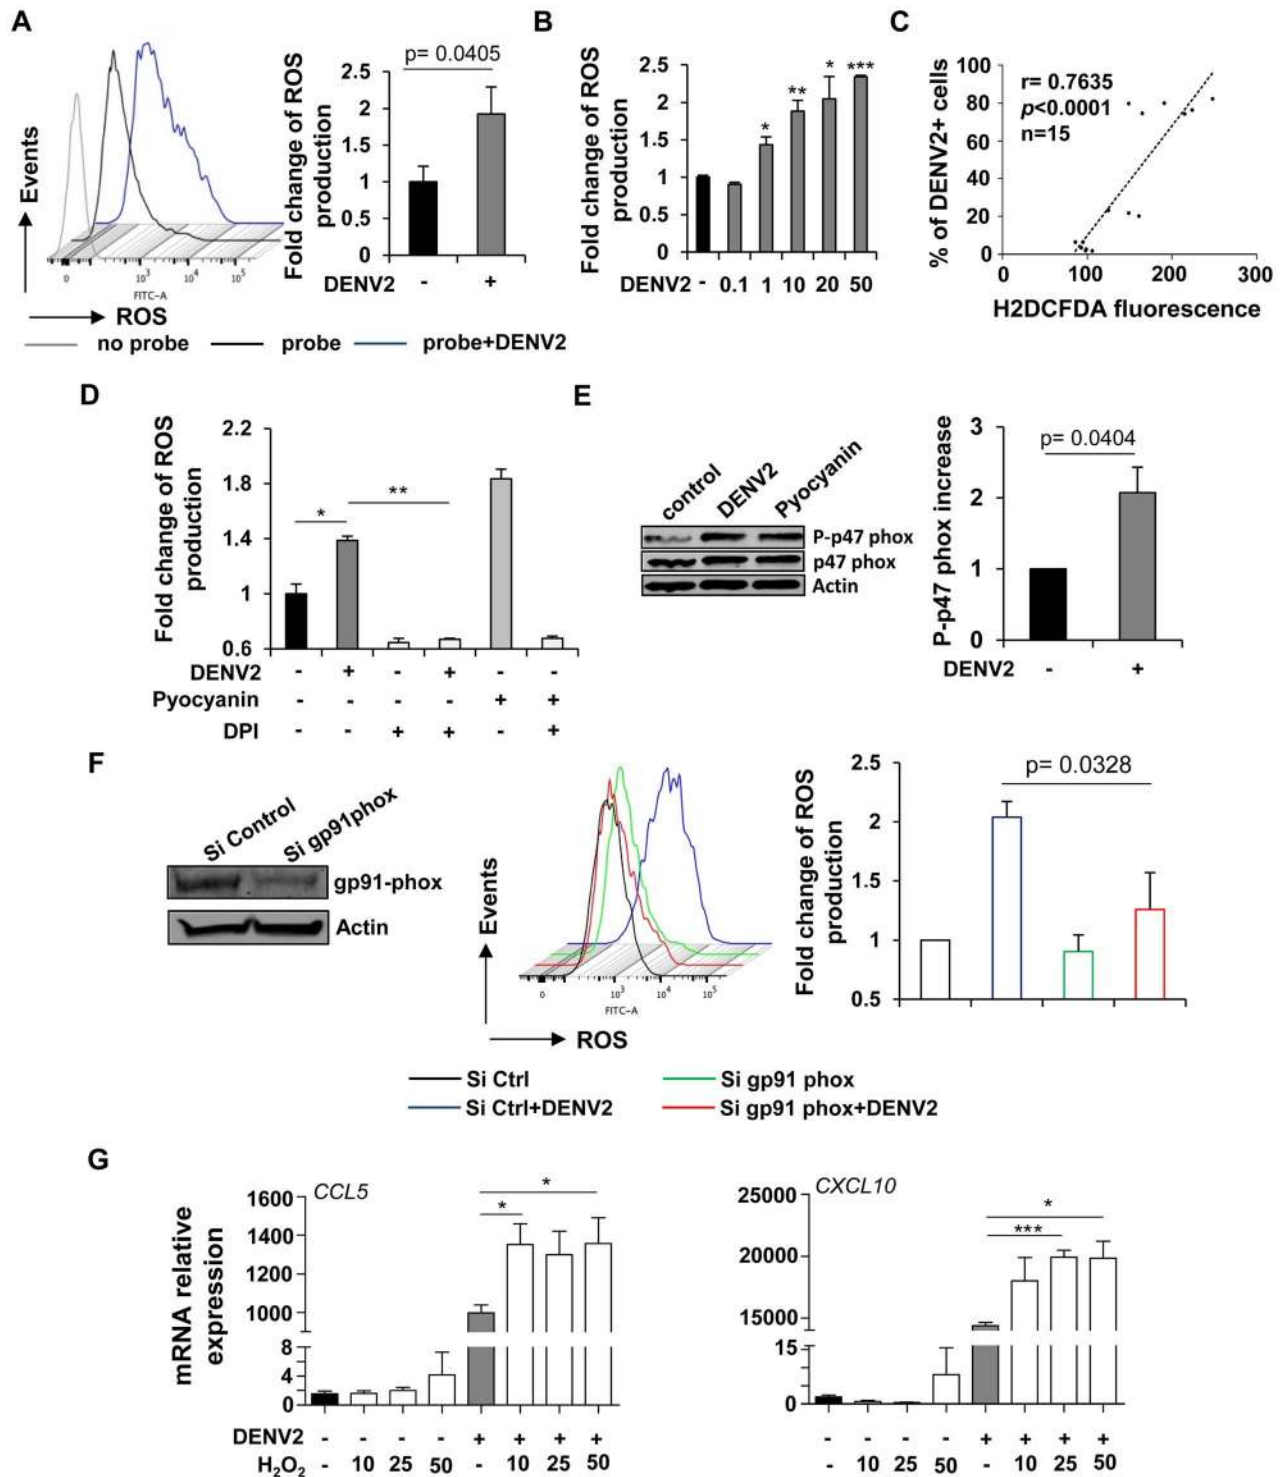 A
Events
0 10³ 10⁴ 10⁵
FITC-A
ROS
no probe probe probe+DENV2
Fold change of ROS
production
p= 0.0405
2.5
2
1.5
1
0.5
0
DENV2 - +
B
Fold change of ROS
production
2.5
2
1.5
1
0.5
0
* ** * ***
DENV2 - 0.1 1 10 20 50
C
% of DENV2+ cells
100
80
60
40
20
0
r= 0.7635
p<0.0001
n=15
0 100 200 300
H2DCFDA fluorescence
D
Fold change of ROS
production
2.2
1.8
1.4
1
0.6
* **
DENV2 - + - + - -
Pyocyanin - - - - + +
DPI - - + + - +
E
control DENV2 Pyocyanin
P-p47 phox
p47 phox
Actin
P-p47 phox increase
3
2
1
0
p= 0.0404
DENV2 - +
F
Si Control Si gp91phox
gp91-phox
Actin
Events
0 10³ 10⁴ 10⁵
FITC-A
ROS
Fold change of ROS
production
2.5
2
1.5
1
0.5
p= 0.0328
Si Ctrl Si gp91 phox
Si Ctrl+DENV2 Si gp91 phox+DENV2
G
mRNA relative
expression
CCL5
1600
1400
1200
1000
8
4
0
*
*
DENV2 - - - - + + + +
H₂O₂ - 10 25 50 - 10 25 50
CXCL10
25000
20000
15000
15
0
*
***
- - - - + + + +
- 10 25 50 - 10 25 50